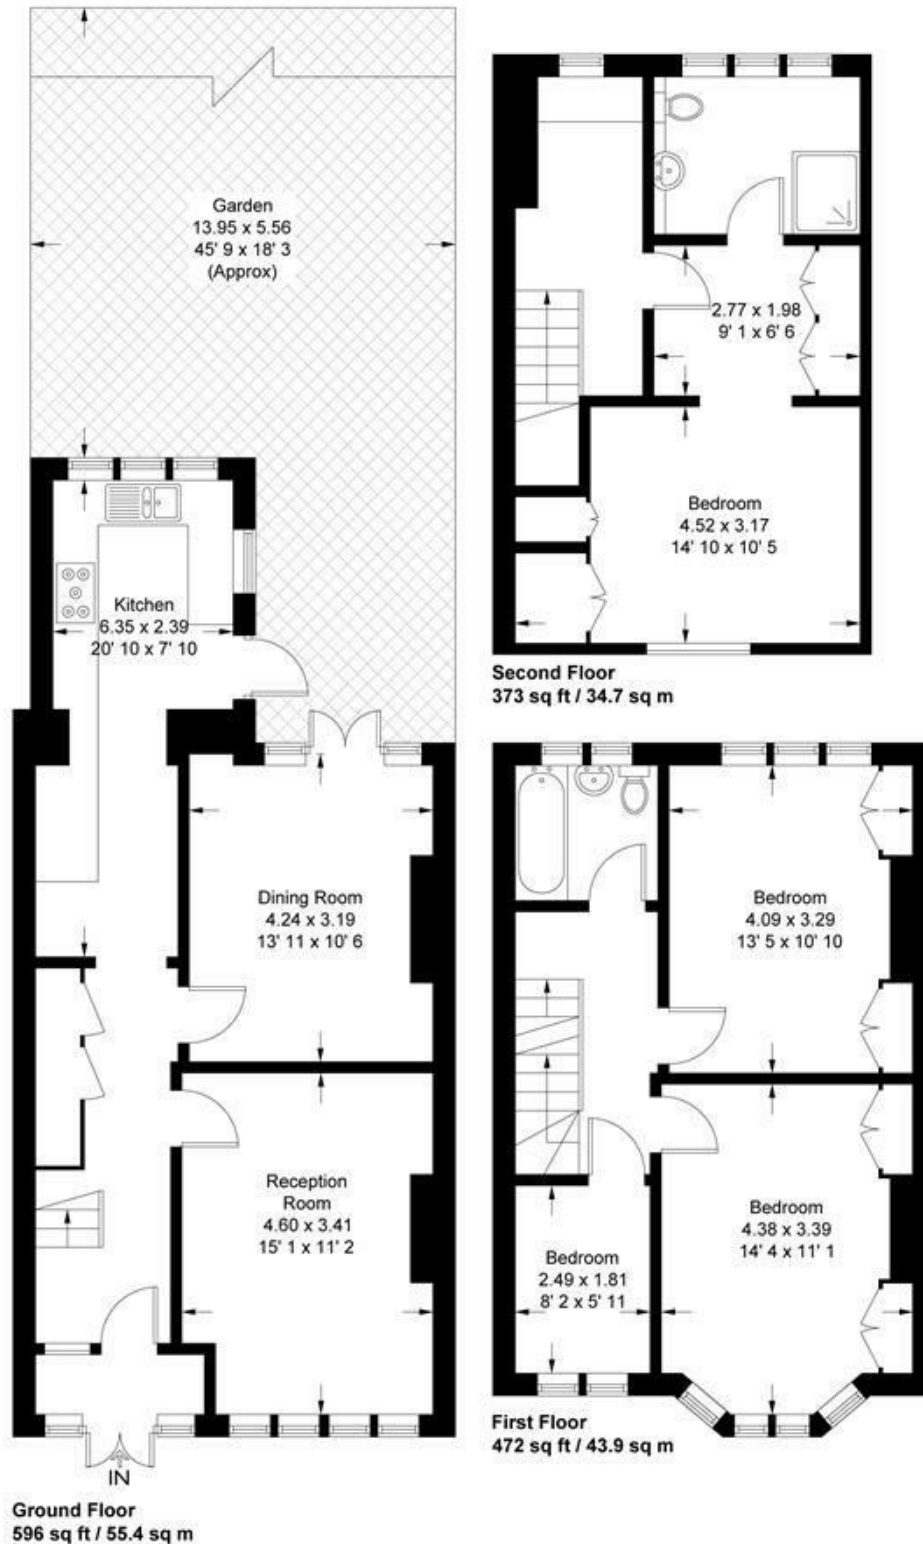 Garden
13.95 x 5.56
45' 9 x 18' 3
(Approx)
Kitchen
6.35 x 2.39
20' 10 x 7' 10
Dining Room
4.24 x 3.19
13' 11 x 10' 6
Reception
Room
4.60 x 3.41
15' 1 x 11' 2
IN
Ground Floor
596 sq ft / 55.4 sq m
2.77 x 1.98
9' 1 x 6' 6
Bedroom
4.52 x 3.17
14' 10 x 10' 5
Second Floor
373 sq ft / 34.7 sq m
Bedroom
4.09 x 3.29
13' 5 x 10' 10
Bedroom
4.38 x 3.39
14' 4 x 11' 1
Bedroom
2.49 x 1.81
8' 2 x 5' 11
First Floor
472 sq ft / 43.9 sq m